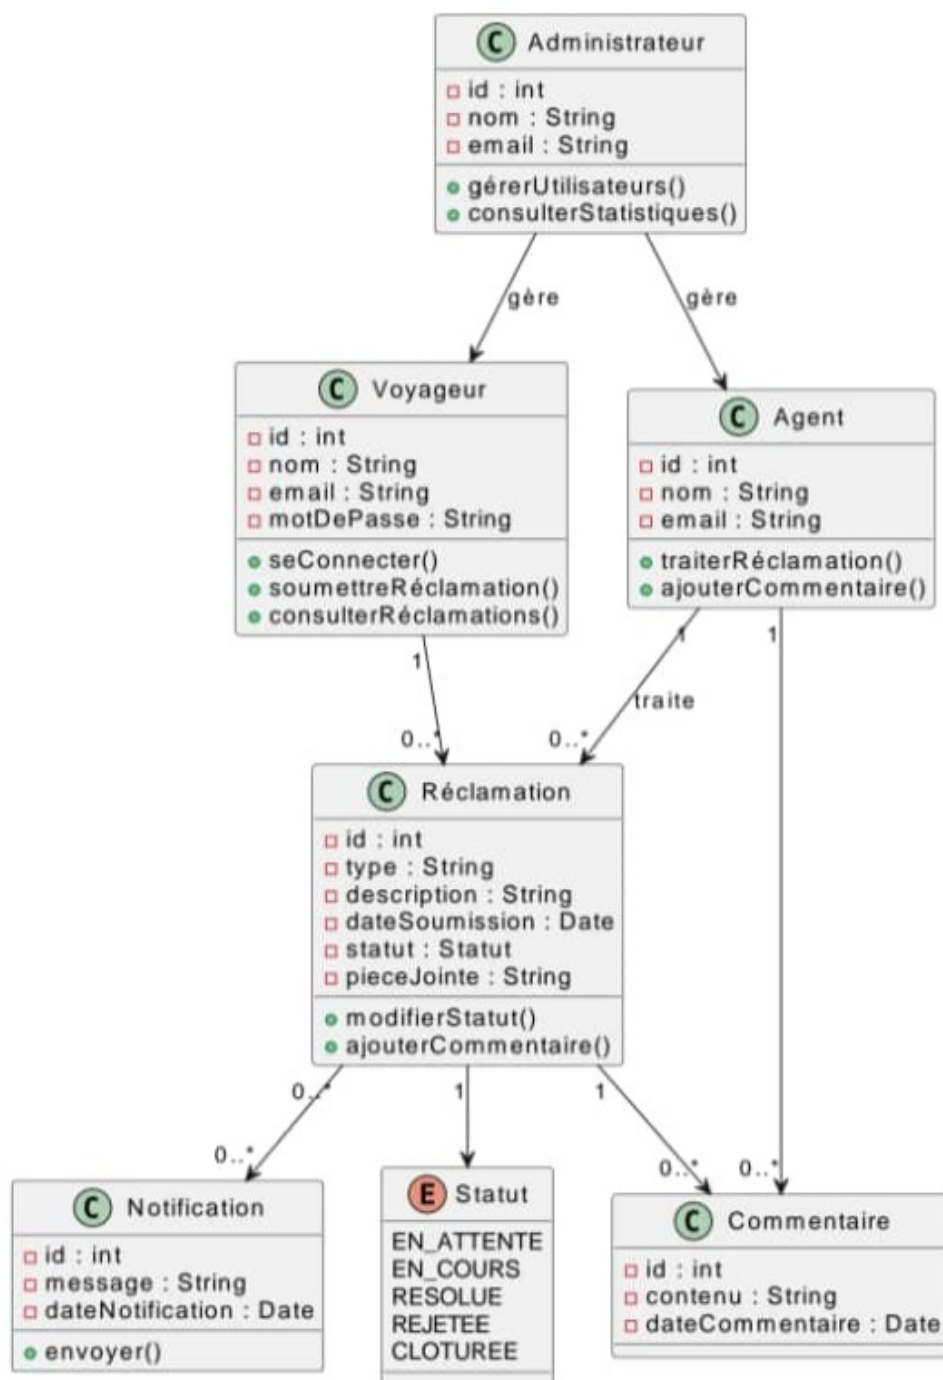 C Administrateur
id : int
nom : String
email : String
gérerUtilisateurs()
consulterStatistiques()
gère
gère
C Voyageur
id : int
nom : String
email : String
motDePasse : String
seConnecter()
soumettreRéclamation()
consulterRéclamations()
C Agent
id : int
nom : String
email : String
traiterRéclamation()
ajouterCommentaire()
1
1
1
traite
0..*
0..*
C Réclamation
id : int
type : String
description : String
dateSoumission : Date
statut : Statut
pieceJointe : String
modifierStatut()
ajouterCommentaire()
0..*
1
1
0..*
0..*
0..*
C Notification
id : int
message : String
dateNotification : Date
envoyer()
E Statut
EN_ATTENTE
EN_COURS
RESOLUE
REJETEE
CLOTUREE
C Commentaire
id : int
contenu : String
dateCommentaire : Date